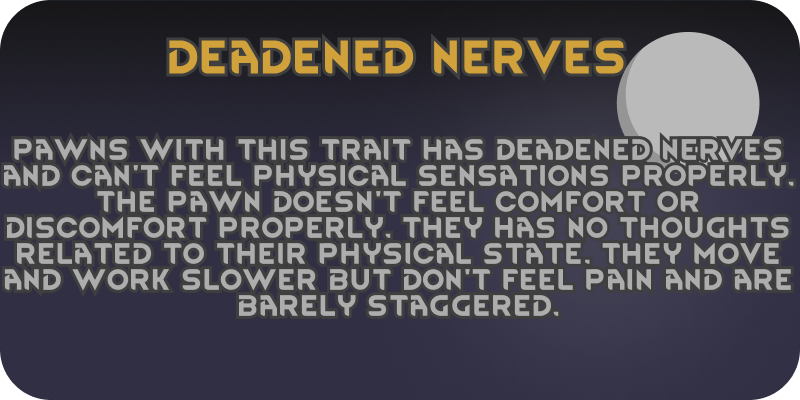 DEADENED NERVES
PAWNS WITH THIS TRAIT HAS DEADENED NERVES
AND CAN'T FEEL PHYSICAL SENSATIONS PROPERLY.
THE PAWN DOESN'T FEEL COMFORT OR
DISCOMFORT PROPERLY. THEY HAS NO THOUGHTS
RELATED TO THEIR PHYSICAL STATE. THEY MOVE
AND WORK SLOWER BUT DON'T FEEL PAIN AND ARE
BARELY STAGGERED.